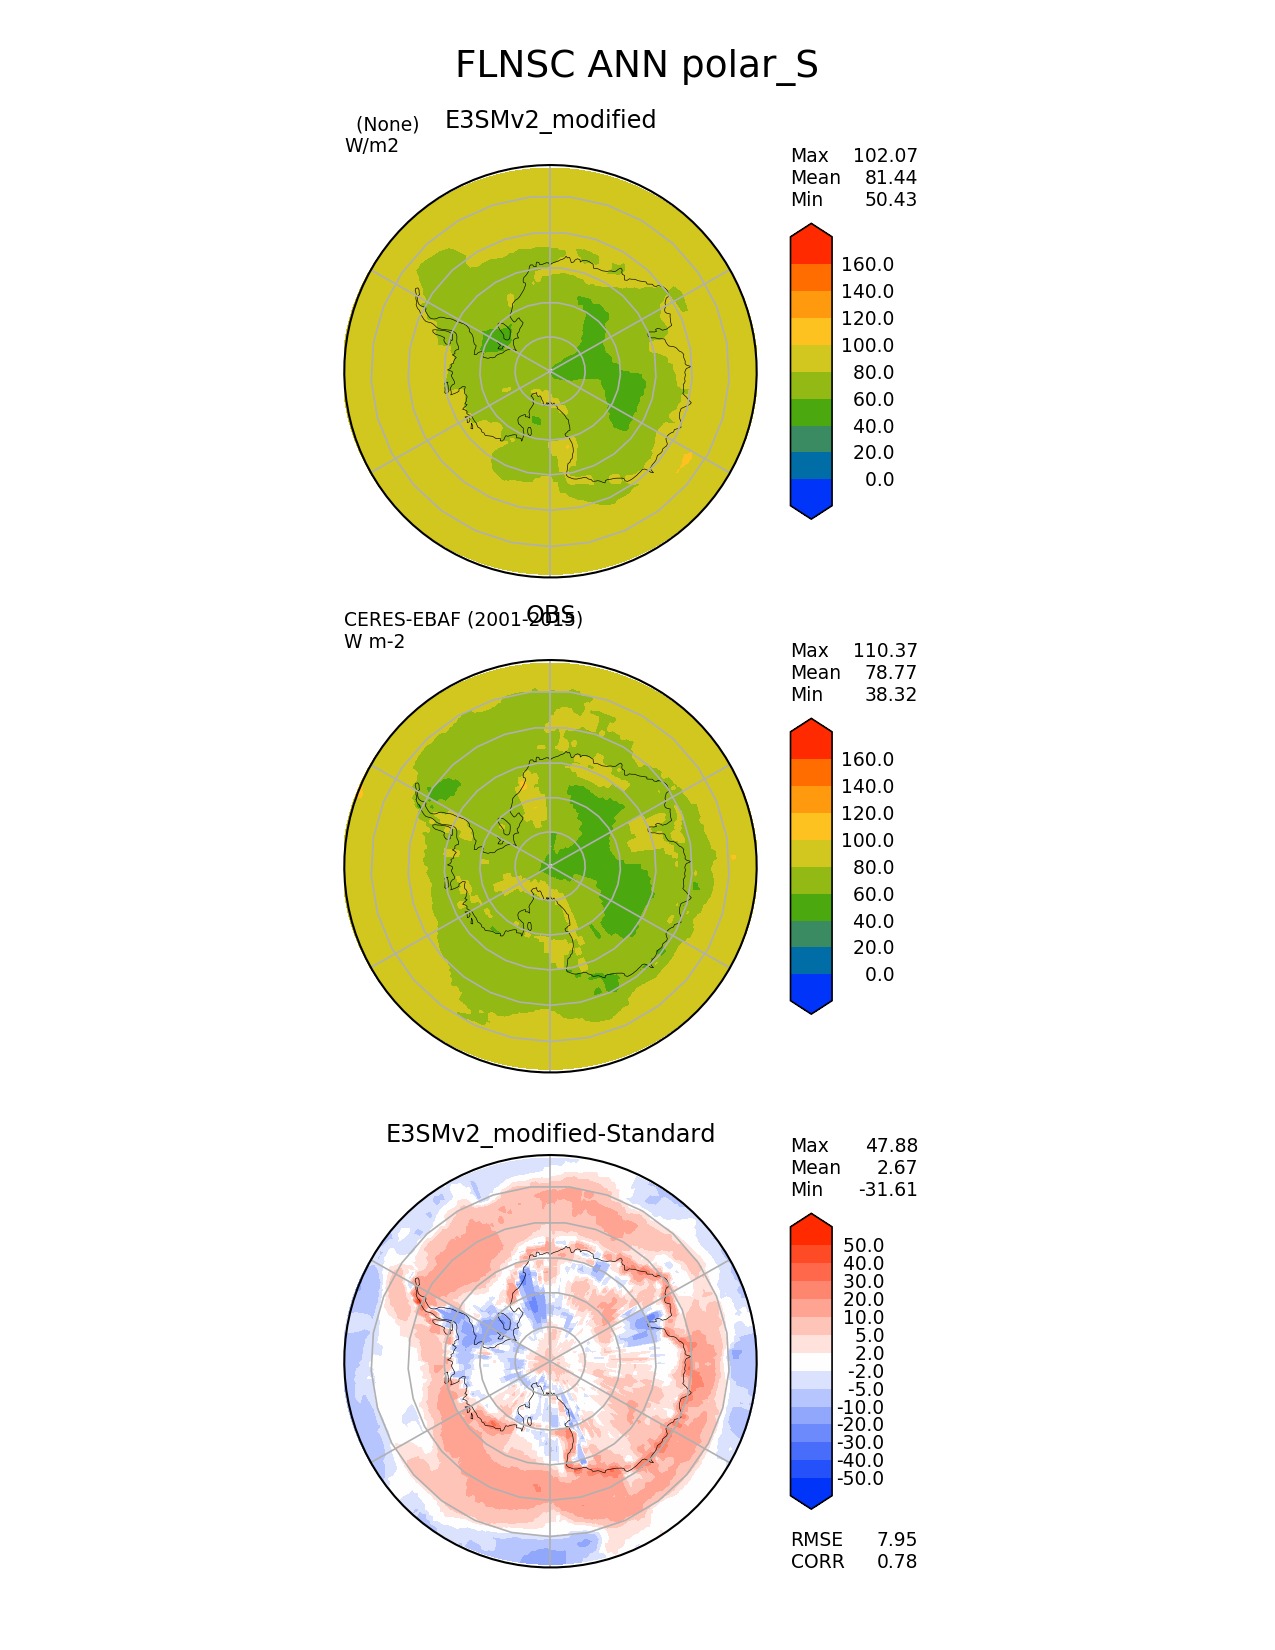 FLNSC ANN polar_S
(None)
E3SMv2_modified
W/m2
Max 102.07
Mean 81.44
Min 50.43
160.0
140.0
120.0
100.0
80.0
60.0
40.0
20.0
0.0
OBS
CERES-EBAF (2001-2015)
W m-2
Max 110.37
Mean 78.77
Min 38.32
160.0
140.0
120.0
100.0
80.0
60.0
40.0
20.0
0.0
E3SMv2_modified-Standard
Max 47.88
Mean 2.67
Min -31.61
50.0
40.0
30.0
20.0
10.0
5.0
2.0
-2.0
-5.0
-10.0
-20.0
-30.0
-40.0
-50.0
RMSE 7.95
CORR 0.78